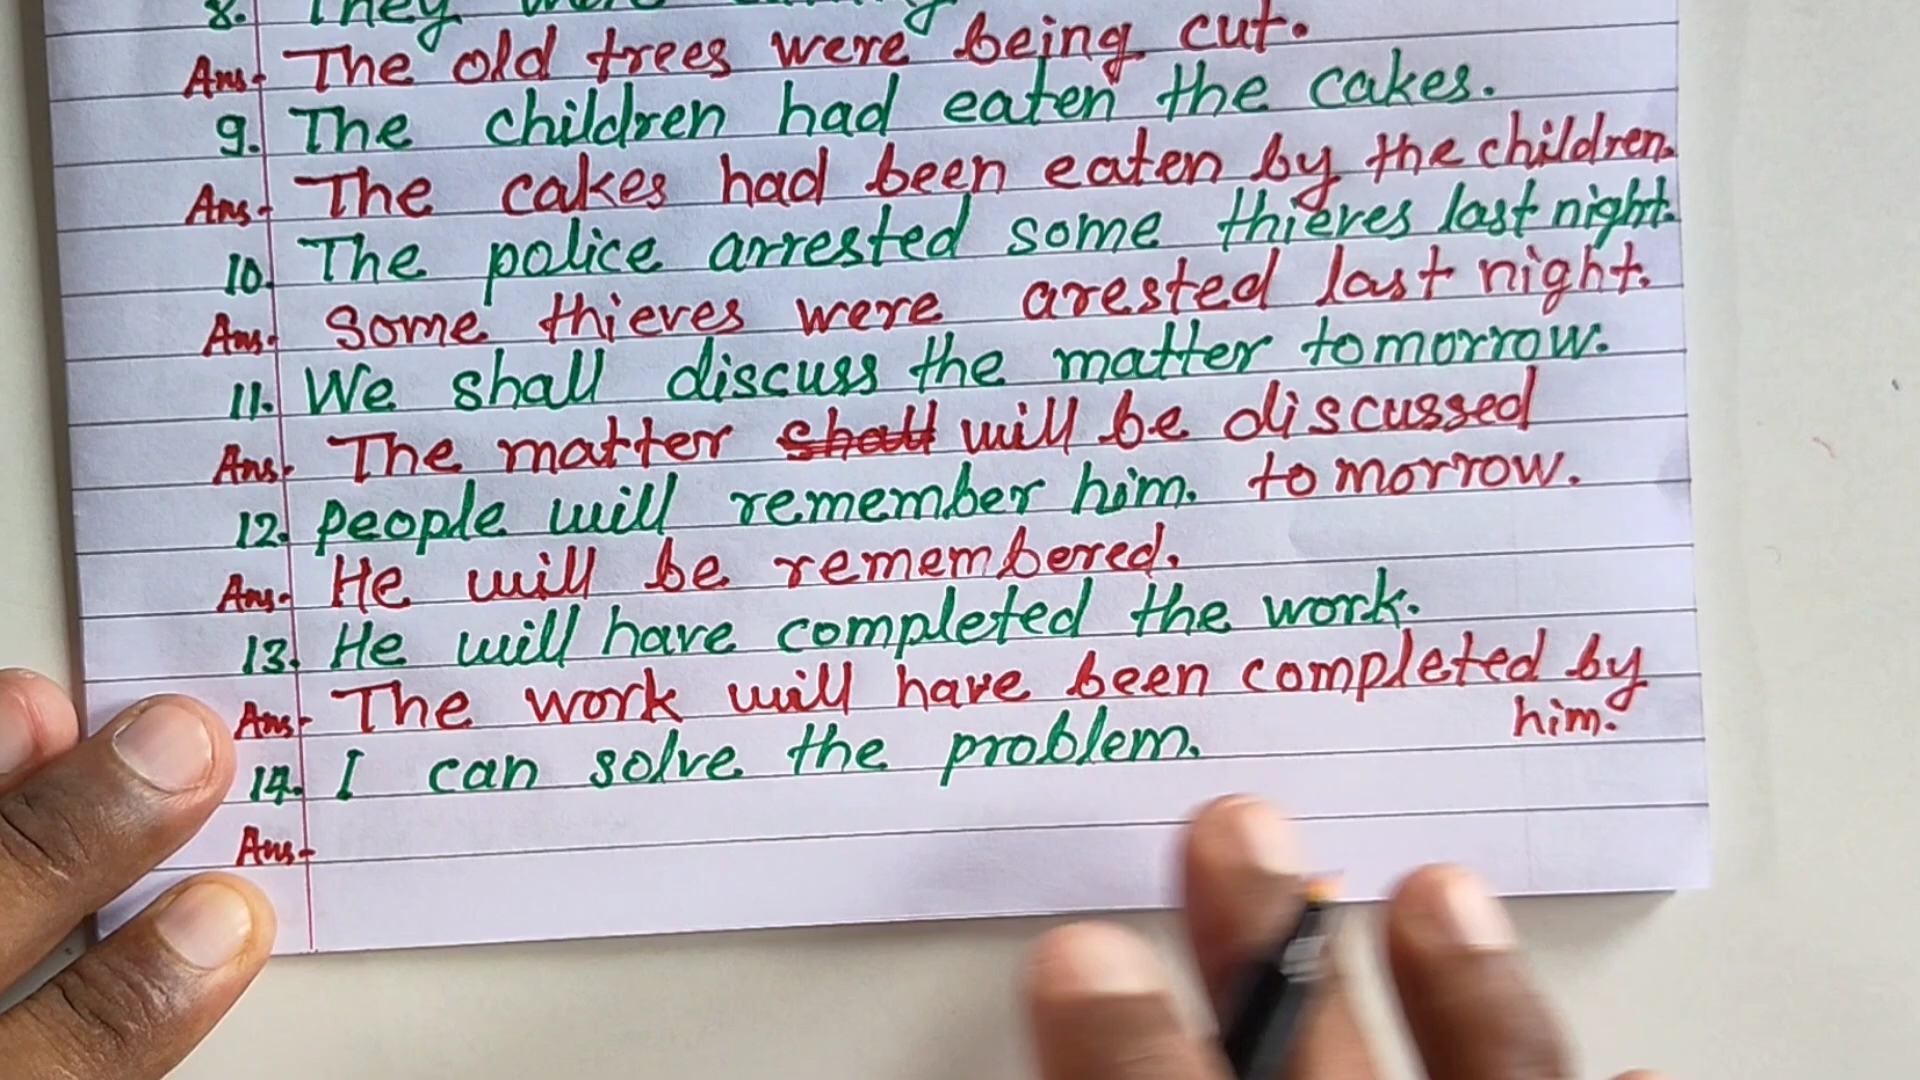 8. They were
Ans- The old trees were being cut.
9. The children had eaten the cakes.
Ans- The cakes had been eaten by the children.
10. The police arrested some thieves last night.
Ans- Some thieves were arested last night.
11. We shall discuss the matter tomorrow.
Ans- The matter shall will be discussed
tomorrow.
12. People will remember him.
Ans- He will be remembered.
13. He will have completed the work.
Ans- The work will have been completed by
him.
14. I can solve the problem.
Ans-